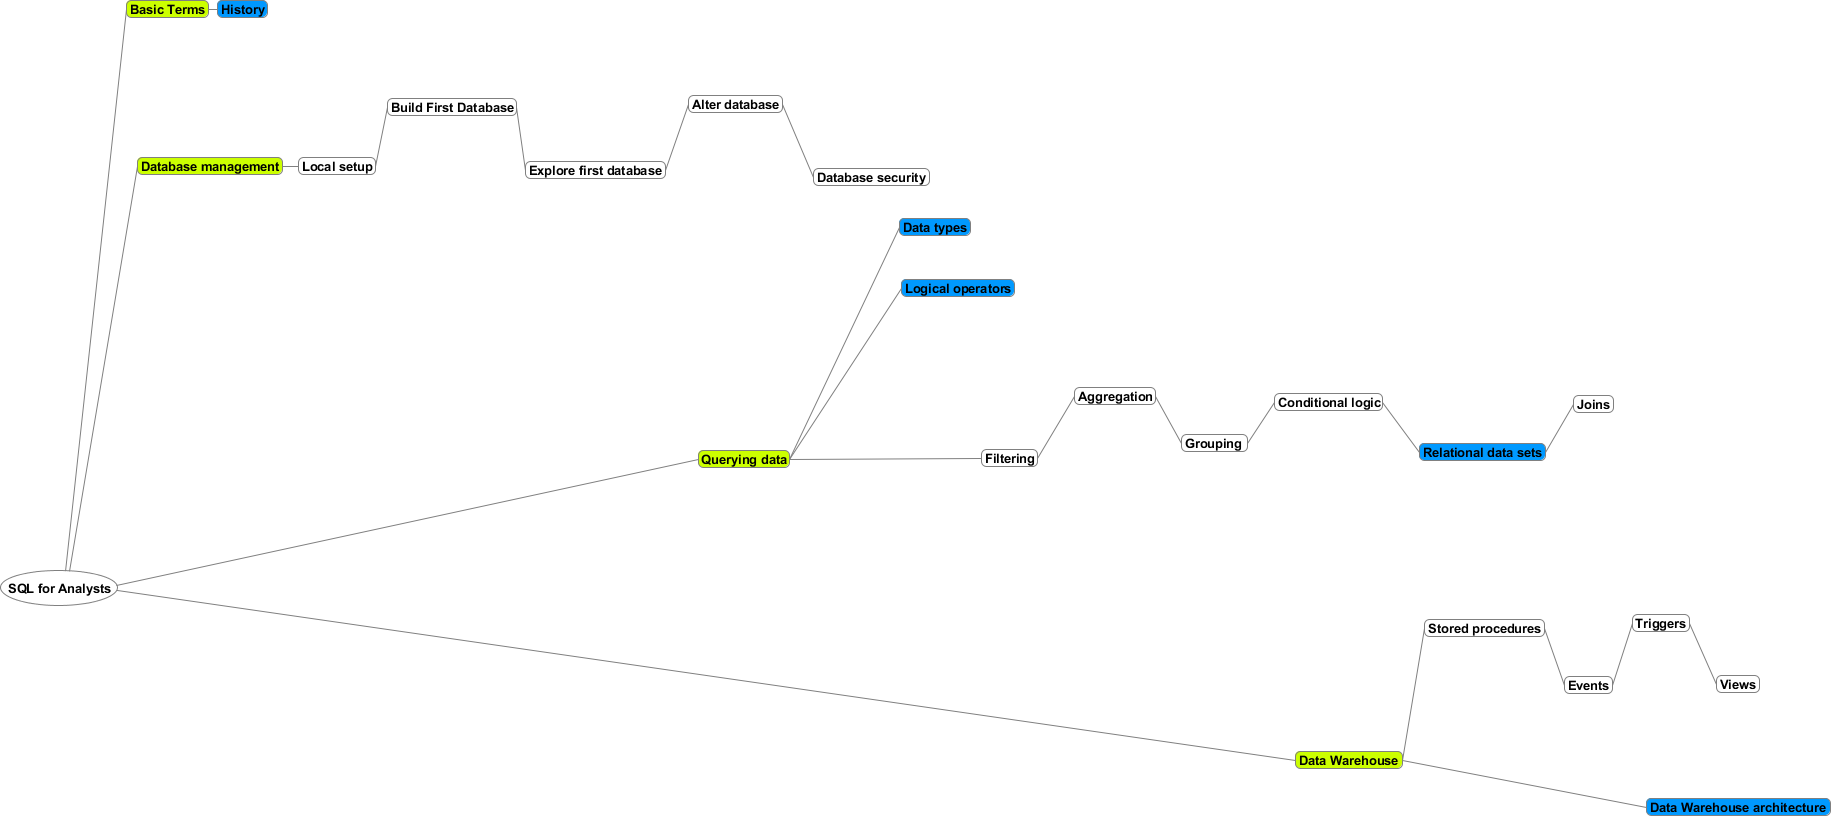 Basic Terms
History
Build First Database
Alter database
Database management
Local setup
Explore first database
Database security
Data types
Logical operators
Aggregation
Conditional logic
Joins
Grouping
Relational data sets
Querying data
Filtering
SQL for Analysts
Stored procedures
Triggers
Events
Views
Data Warehouse
Data Warehouse architecture